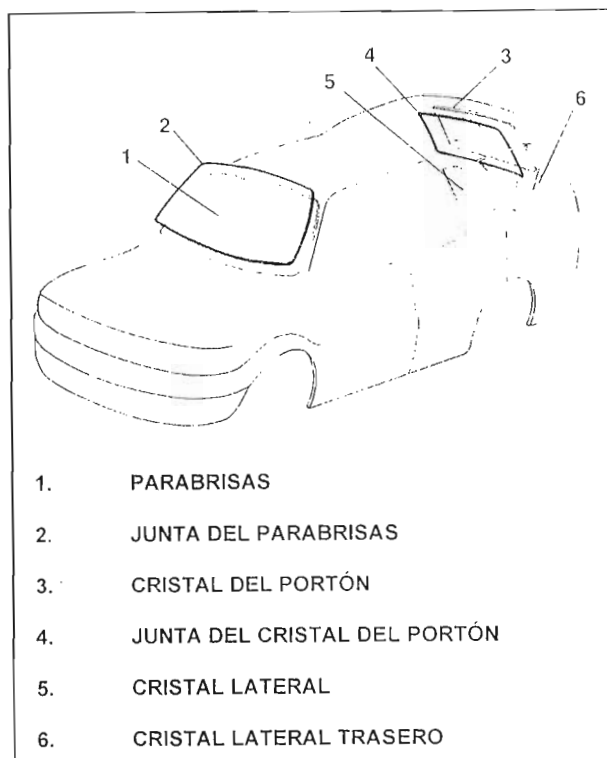 4
3
5
6
2
1
1. PARABRISAS
2. JUNTA DEL PARABRISAS
3. CRISTAL DEL PORTÓN
4. JUNTA DEL CRISTAL DEL PORTÓN
5. CRISTAL LATERAL
6. CRISTAL LATERAL TRASERO